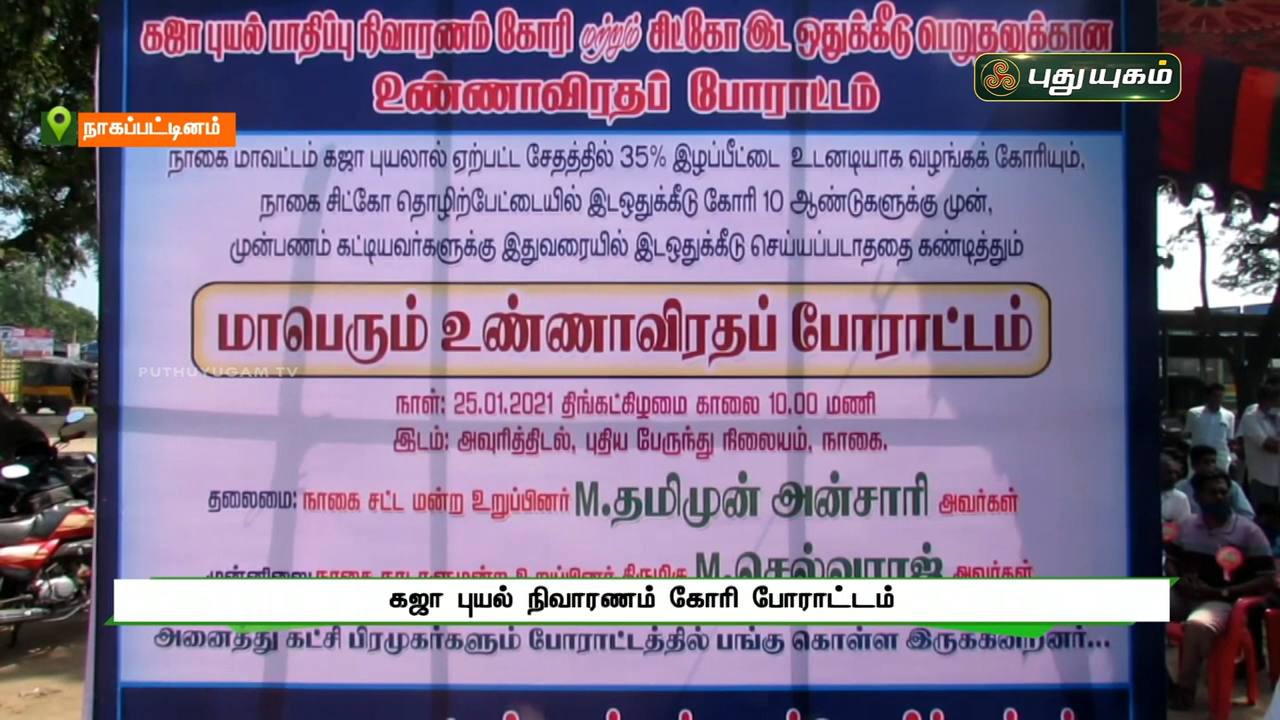 கஜா புயல் பாதிப்பு நிவாரணம் கோரி மற்றும் சிட்கோ இட ஒதுக்கீடு பெறுதலுக்கான
உண்ணாவிரதப் போராட்டம்
புதுயுகம்
நாகப்பட்டினம்
நாகை மாவட்டம் கஜா புயலால் ஏற்பட்ட சேதத்தில் 35% இழப்பீட்டை உடனடியாக வழங்கக் கோரியும்,
நாகை சிட்கோ தொழிற்பேட்டையில் இடஒதுக்கீடு கோரி 10 ஆண்டுகளுக்கு முன்,
முன்பணம் கட்டியவர்களுக்கு இதுவரையில் இடஒதுக்கீடு செய்யப்படாததை கண்டித்தும்
மாபெரும் உண்ணாவிரதப் போராட்டம்
PUTHUYUGAM TV
நாள்: 25.01.2021 திங்கட்கிழமை காலை 10.00 மணி
இடம்: அவுரித்திடல், புதிய பேருந்து நிலையம், நாகை.
தலைமை: நாகை சட்ட மன்ற உறுப்பினர் M.தமிமுன் அன்சாரி அவர்கள்
முன்னிலை: நாகை நாடாளுமன்ற உறுப்பினர் திருமிகு M.செல்வராஜ் அவர்கள்
கஜா புயல் நிவாரணம் கோரி போராட்டம்
அனைத்து கட்சி பிரமுகர்களும் போராட்டத்தில் பங்கு கொள்ள இருக்கின்றனர்...